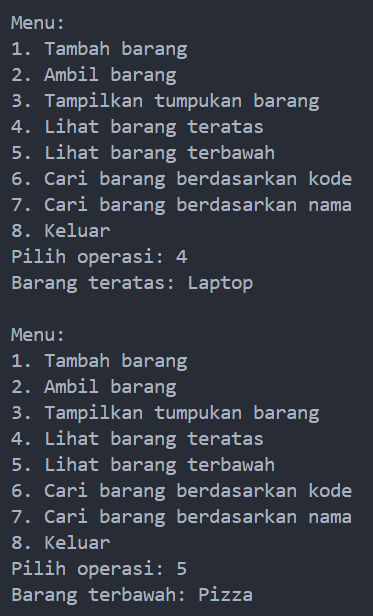 Menu:
1. Tambah barang
2. Ambil barang
3. Tampilkan tumpukan barang
4. Lihat barang teratas
5. Lihat barang terbawah
6. Cari barang berdasarkan kode
7. Cari barang berdasarkan nama
8. Keluar
Pilih operasi: 4
Barang teratas: Laptop

Menu:
1. Tambah barang
2. Ambil barang
3. Tampilkan tumpukan barang
4. Lihat barang teratas
5. Lihat barang terbawah
6. Cari barang berdasarkan kode
7. Cari barang berdasarkan nama
8. Keluar
Pilih operasi: 5
Barang terbawah: Pizza